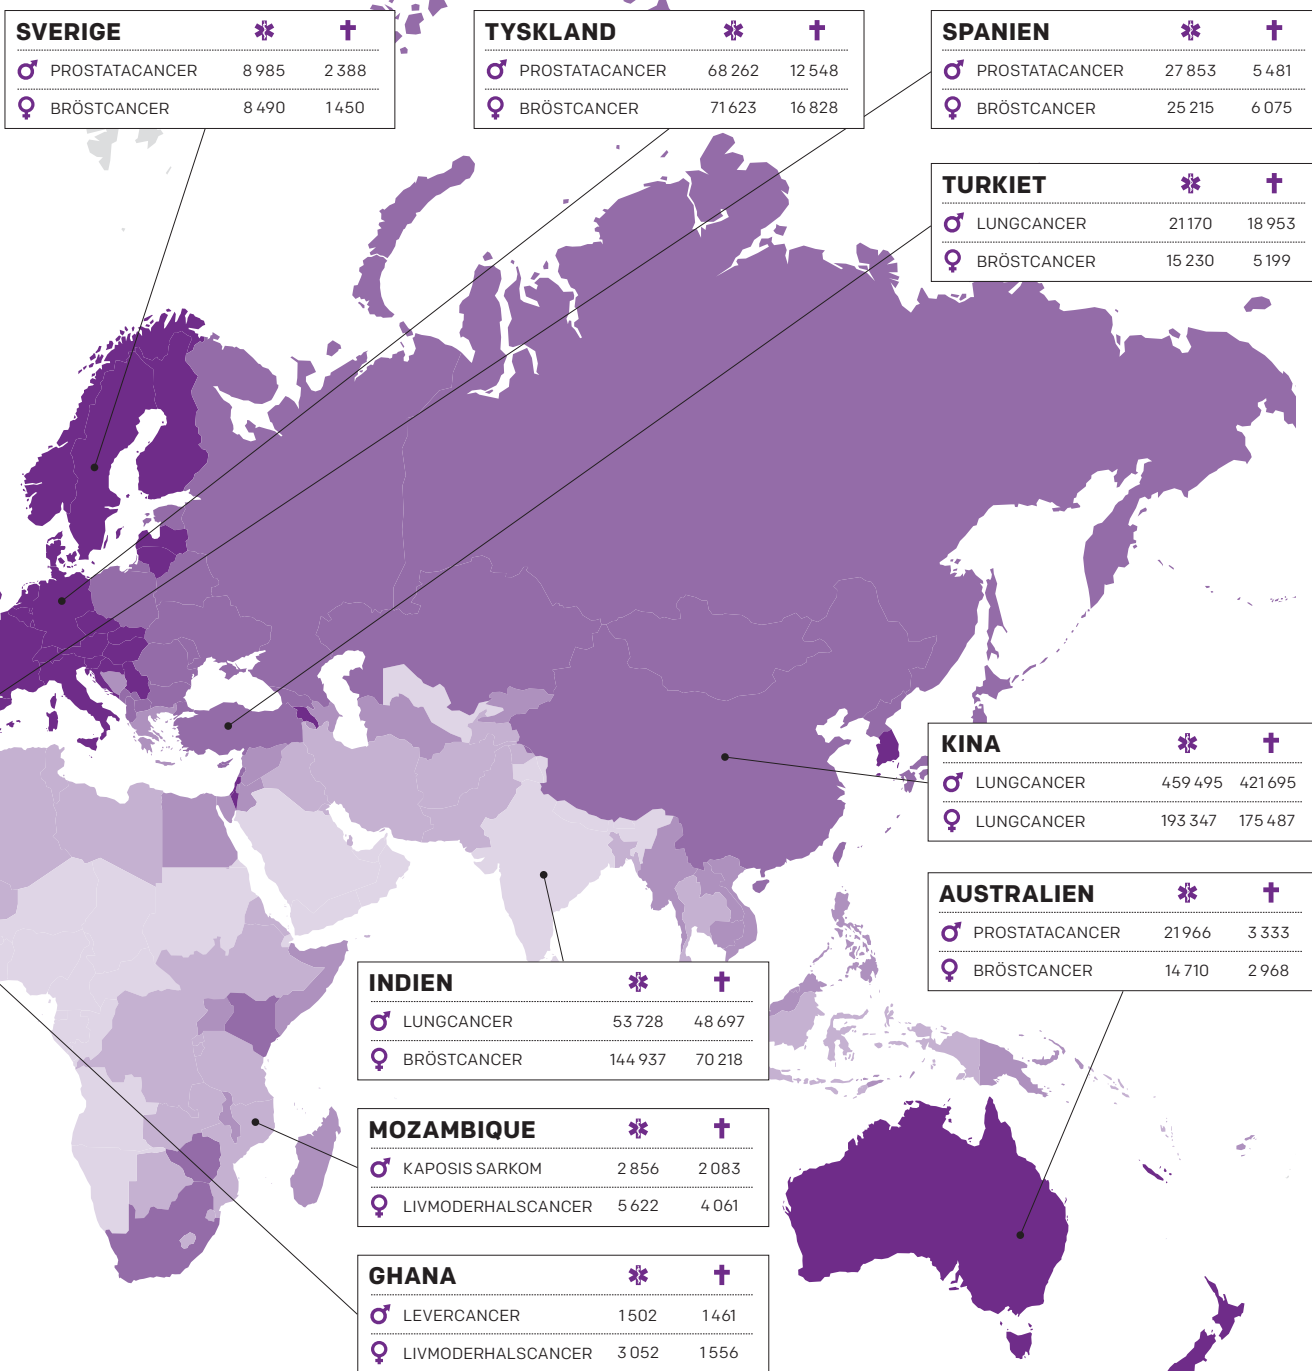 SVERIGE
PROSTATACANCER 8 985 2 388
BRÖSTCANCER 8 490 1 450
TYSKLAND
PROSTATACANCER 68 262 12 548
BRÖSTCANCER 71 623 16 828
SPANIEN
PROSTATACANCER 27 853 5 481
BRÖSTCANCER 25 215 6 075
TURKIET
LUNGCANCER 21 170 18 953
BRÖSTCANCER 15 230 5 199
KINA
LUNGCANCER 459 495 421 695
LUNGCANCER 193 347 175 487
AUSTRALIEN
PROSTATACANCER 21 966 3 333
BRÖSTCANCER 14 710 2 968
INDIEN
LUNGCANCER 53 728 48 697
BRÖSTCANCER 144 937 70 218
MOZAMBIQUE
KAPOSIS SARKOM 2 856 2 083
LIVMODERHALSCANCER 5 622 4 061
GHANA
LEVERCANCER 1 502 1 461
LIVMODERHALSCANCER 3 052 1 556